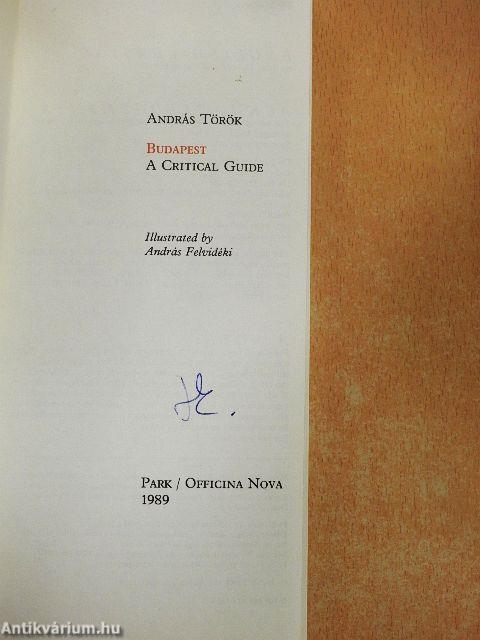 ANDRÁS TÖRÖK
BUDAPEST
A CRITICAL GUIDE
Illustrated by
András Felvidéki
PARK / OFFICINA NOVA
1989
Antikvárium.hu